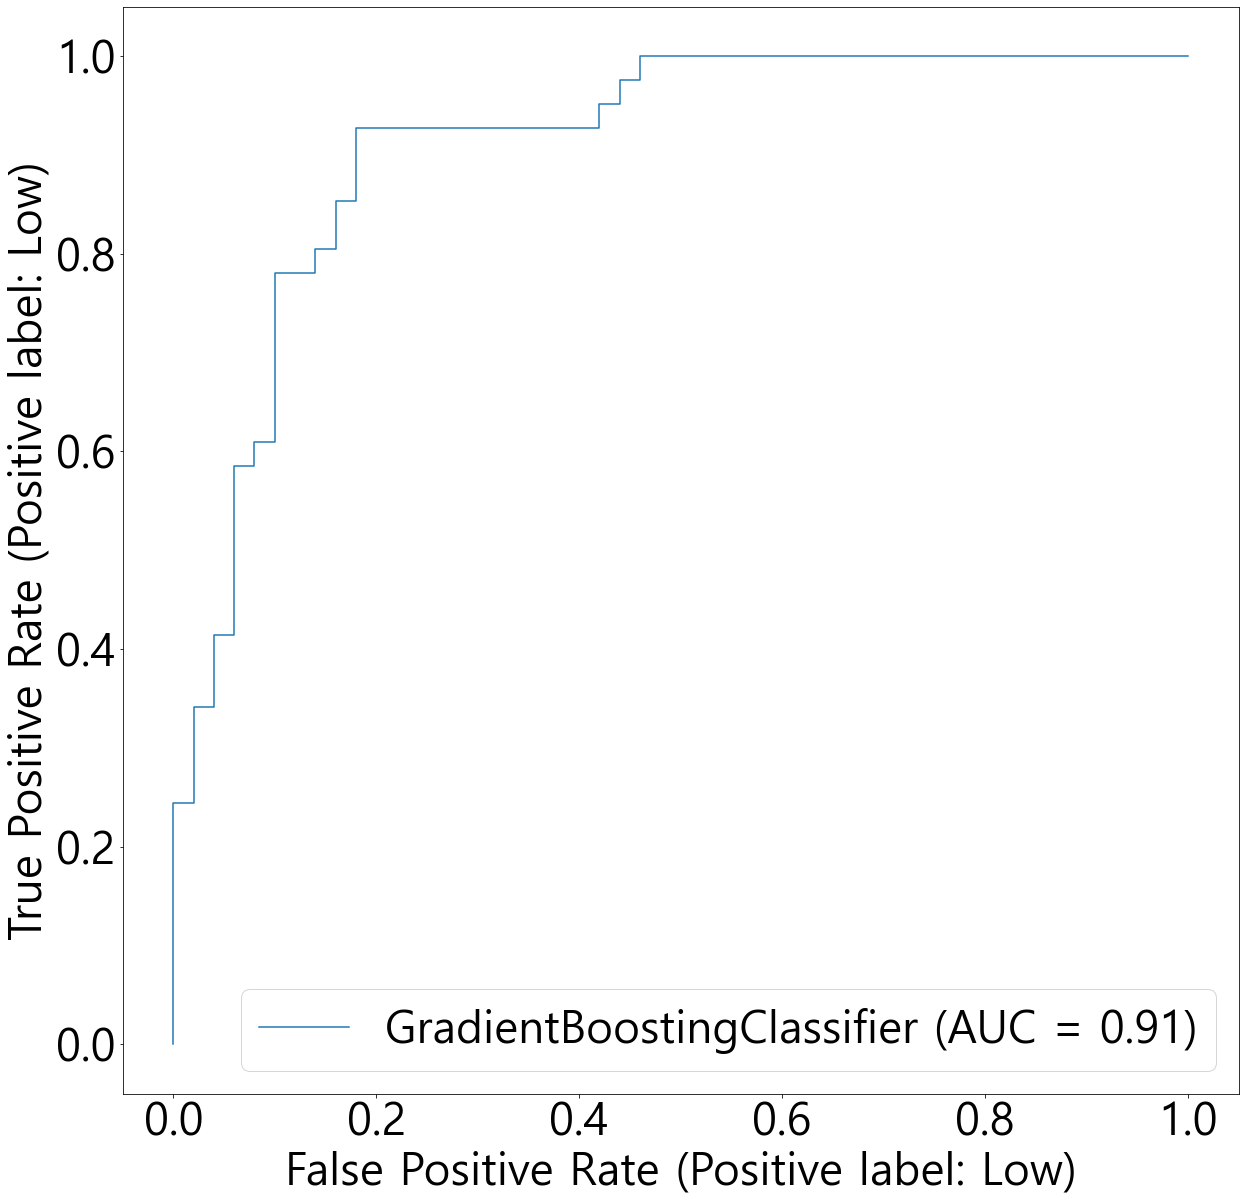 True Positive Rate (Positive label: Low)
1.0
0.8
0.6
0.4
0.2
0.0
GradientBoostingClassifier (AUC = 0.91)
0.0 0.2 0.4 0.6 0.8 1.0
False Positive Rate (Positive label: Low)